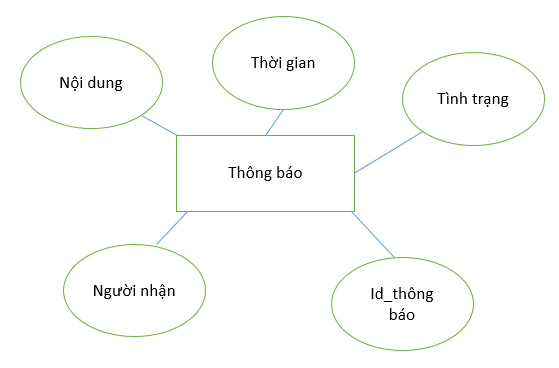 Thời gian
Nội dung
Tình trạng
Thông báo
Người nhận
Id_thông
báo